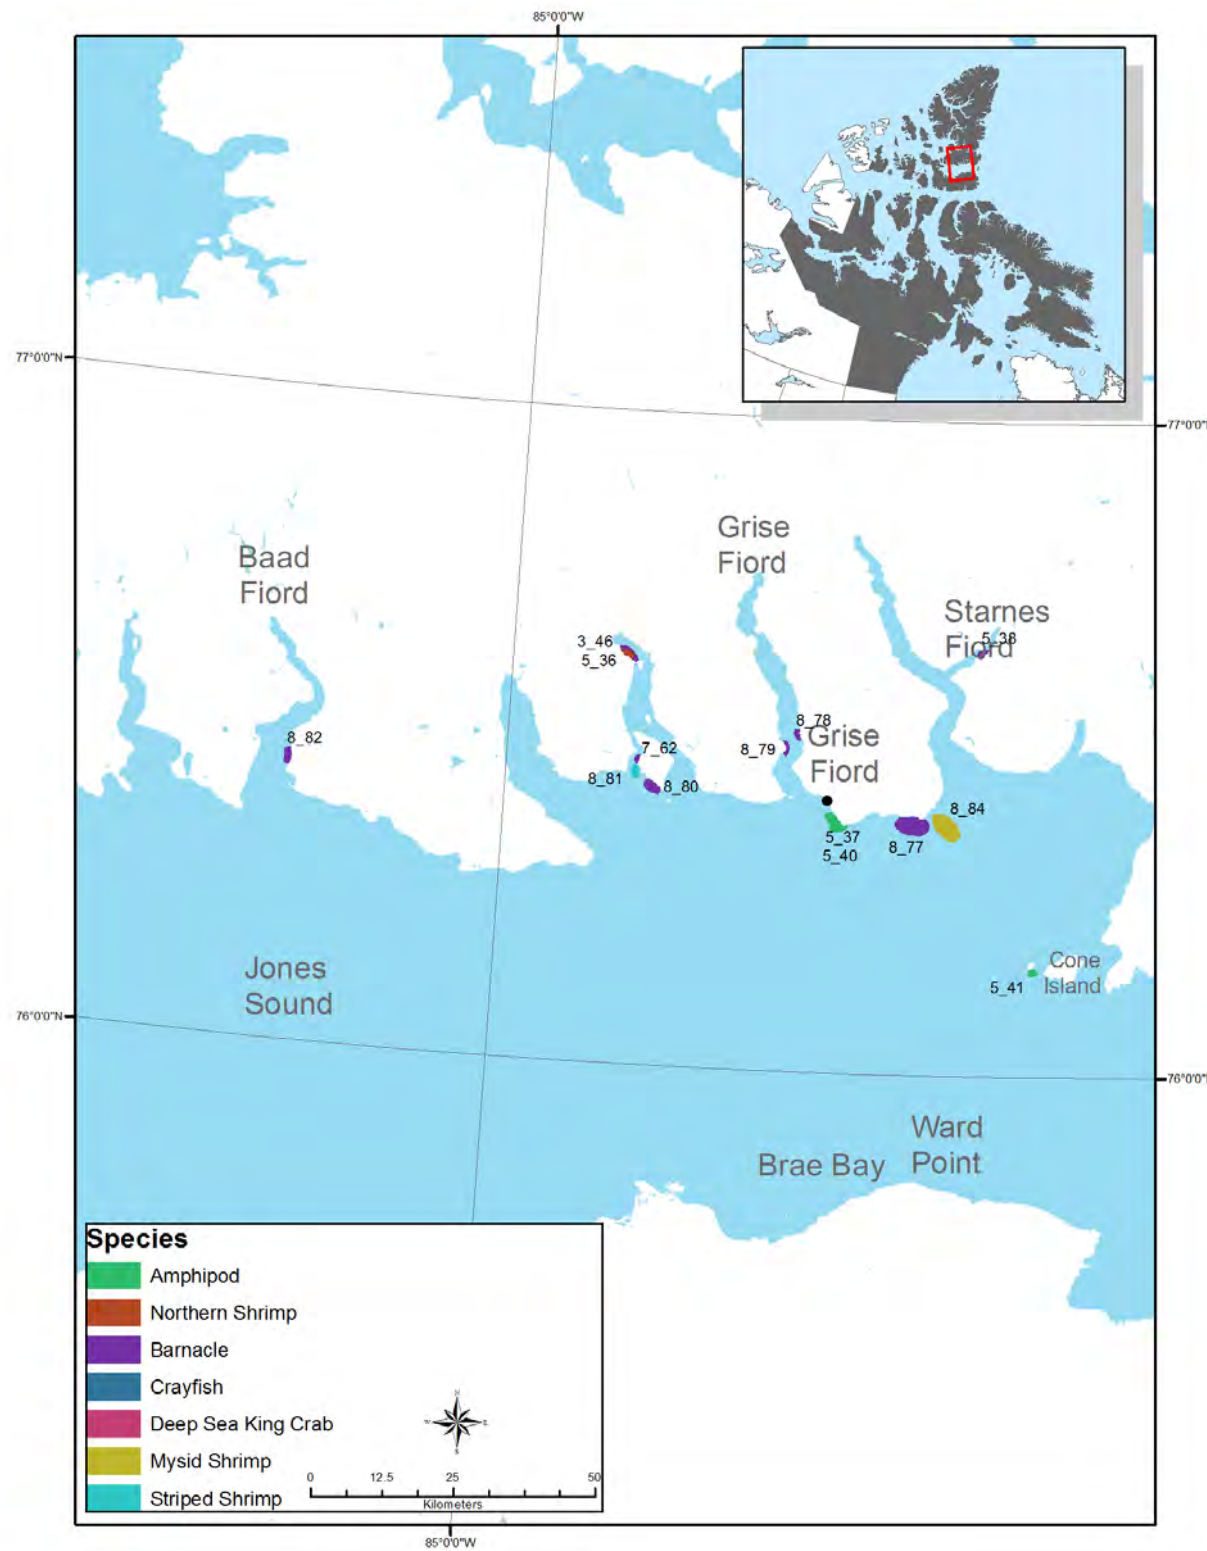 85°0'0"W
77°0'0"N
77°0'0"N
Grise
Fiord
Baad
Fiord
Starnes
Fiord
5_38
3_46
5_36
8_78
8_82
7_62
8_79
Grise
Fiord
8_81
8_80
8_84
5_37
8_77
5_40
Cone
Island
5_41
Jones
Sound
76°0'0"N
76°0'0"N
Ward
Point
Brae Bay
Species
Amphipod
Northern Shrimp
Barnacle
Crayfish
Deep Sea King Crab
Mysid Shrimp
Striped Shrimp
N
W E
S
0 12.5 25 50
Kilometers
85°0'0"W